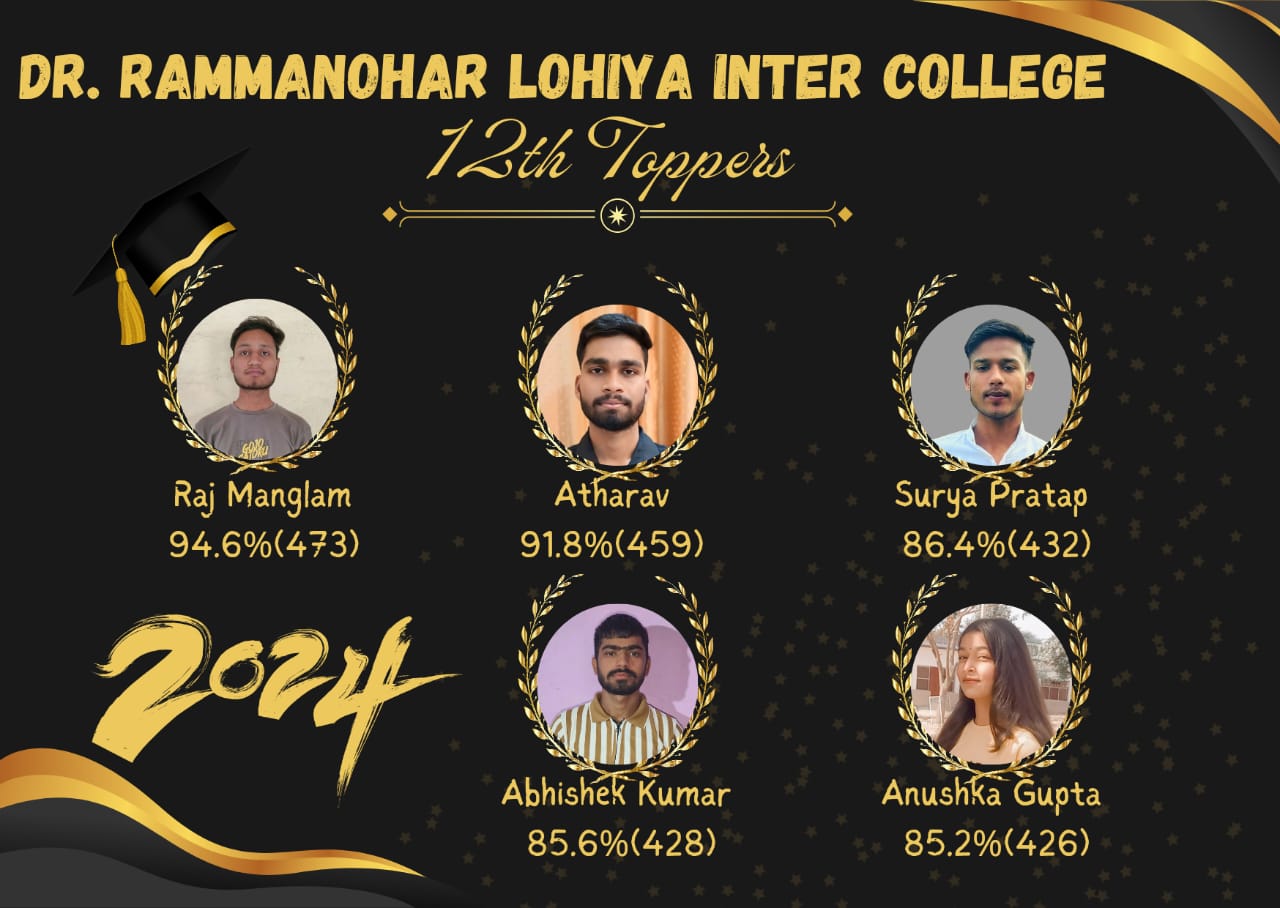 DR. RAMMANOHAR LOHIYA INTER COLLEGE
12th Toppers
Raj Manglam
94.6%(473)
Atharav
91.8%(459)
Surya Pratap
86.4%(432)
2024
Abhishek Kumar
85.6%(428)
Anushka Gupta
85.2%(426)